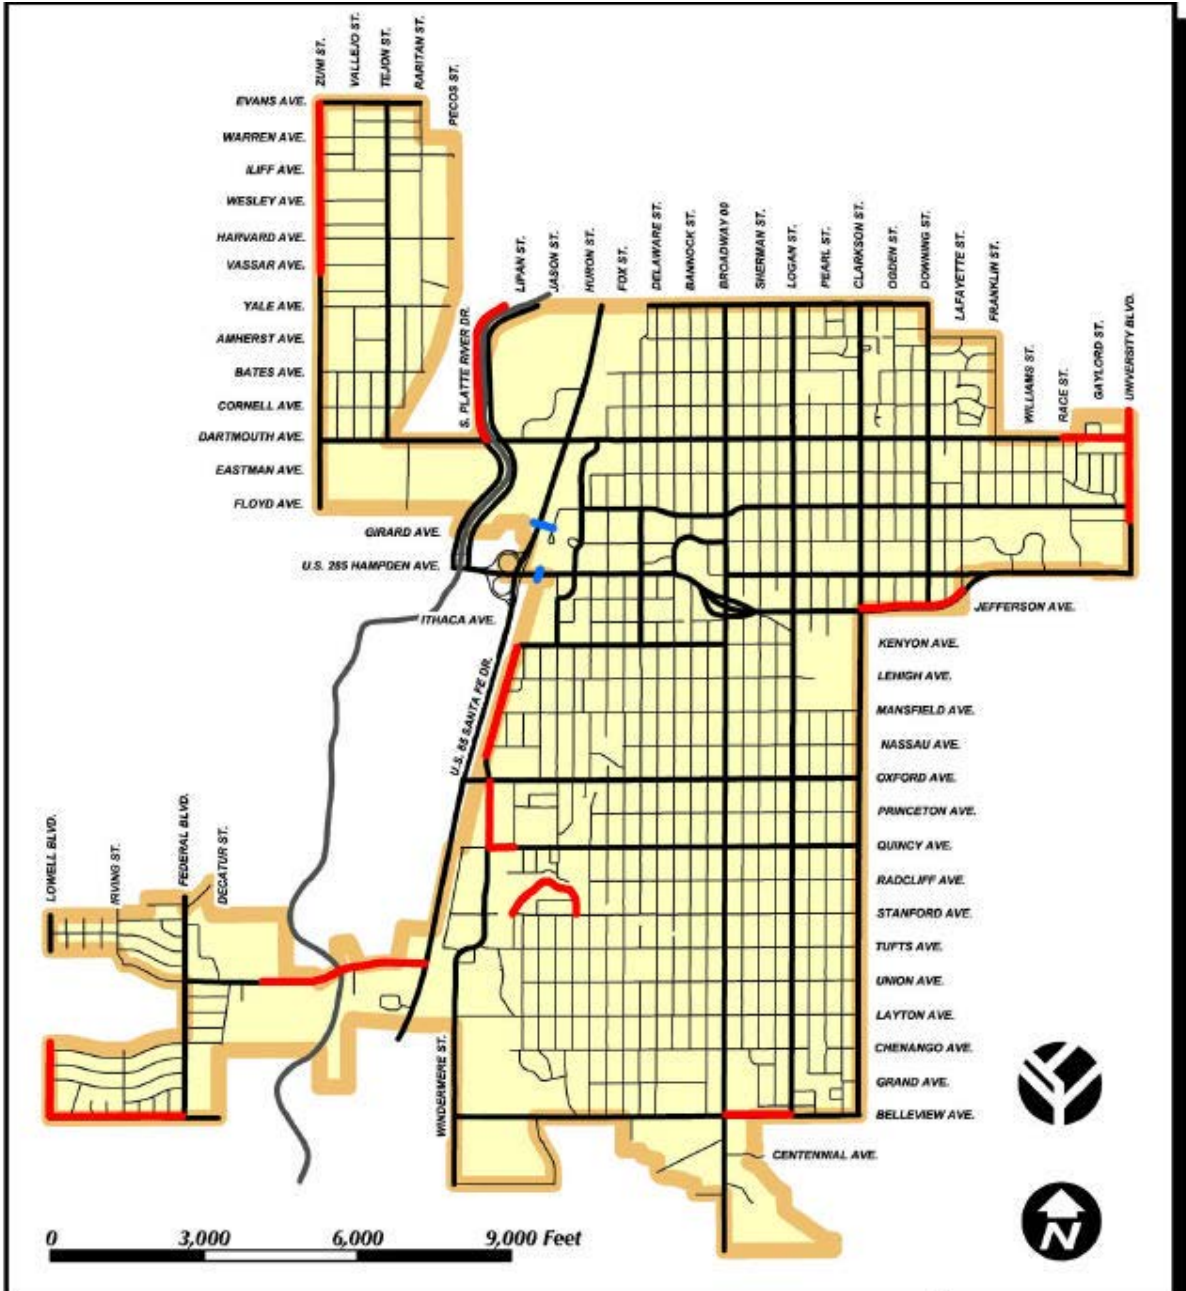 ZUNI ST.
VALLEJO ST.
TEJON ST.
RARITAN ST.
PECOS ST.
EVANS AVE.
WARREN AVE.
ILIFF AVE.
WESLEY AVE.
HARVARD AVE.
VASSAR AVE.
YALE AVE.
AMHERST AVE.
BATES AVE.
CORNELL AVE.
DARTMOUTH AVE.
EASTMAN AVE.
FLOYD AVE.
GIRARD AVE.
U.S. 285 HAMPDEN AVE.
ITHACA AVE.
S. PLATTE RIVER DR.
LIPAN ST.
JASON ST.
HURON ST.
FOX ST.
DELAWARE ST.
BANNOCK ST.
BROADWAY 00
SHERMAN ST.
LOGAN ST.
PEARL ST.
CLARKSON ST.
OGDEN ST.
DOWNING ST.
LAFAYETTE ST.
FRANKLIN ST.
WILLIAMS ST.
RACE ST.
GAYLORD ST.
UNIVERSITY BLVD.
JEFFERSON AVE.
KENYON AVE.
LEHIGH AVE.
MANSFIELD AVE.
NASSAU AVE.
OXFORD AVE.
PRINCETON AVE.
QUINCY AVE.
RADCLIFF AVE.
STANFORD AVE.
TUFTS AVE.
UNION AVE.
LAYTON AVE.
CHENANGO AVE.
GRAND AVE.
BELLEVIEW AVE.
CENTENNIAL AVE.
U.S. 85 SANTA FE DR.
LOWELL BLVD.
IRVING ST.
FEDERAL BLVD.
DECATUR ST.
WINDERMERE ST.
N
0 3,000 6,000 9,000 Feet